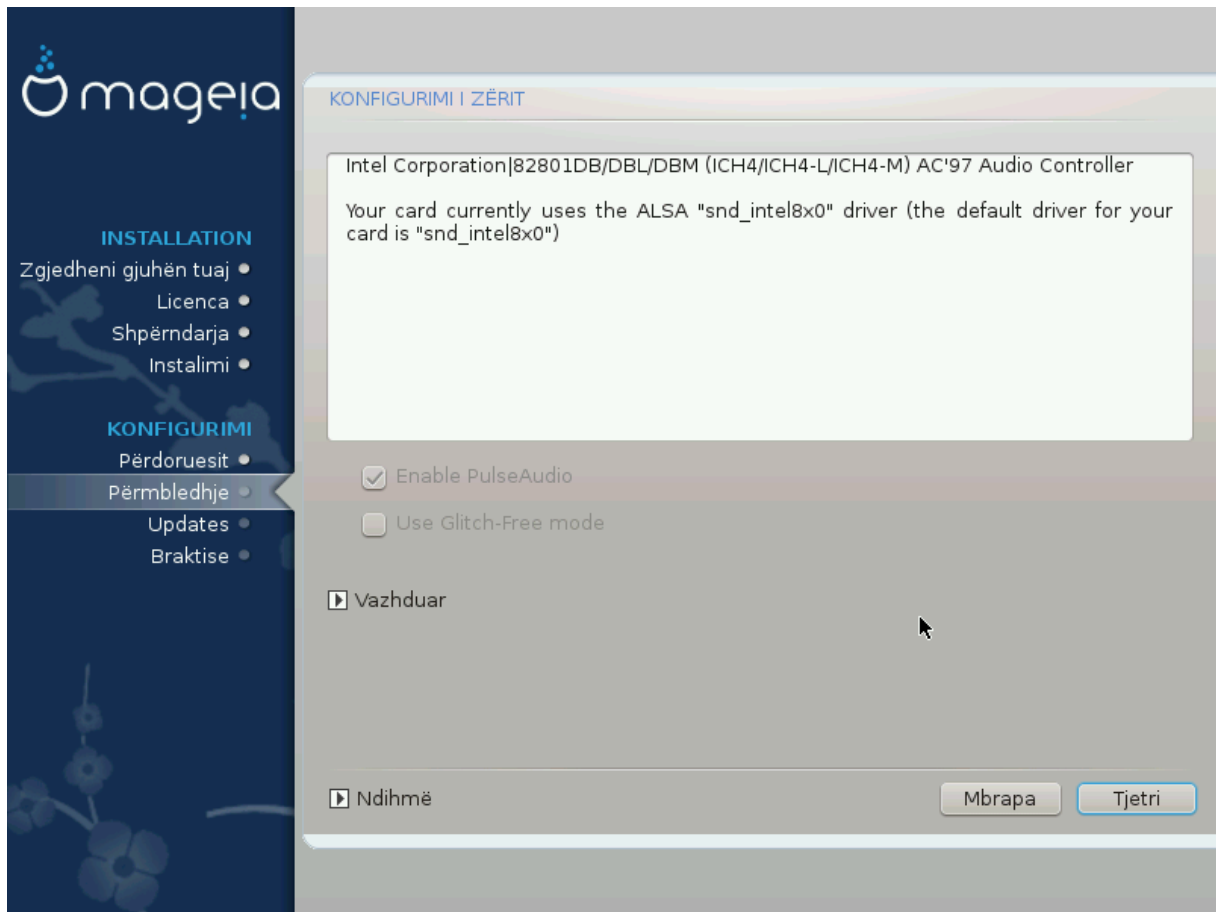 mageia
INSTALLATION
Zgjedheni gjuhën tuaj
Licenca
Shpërndarja
Instalimi
KONFIGURIMI
Përdoruesit
Përmbledhje
Updates
Braktise
KONFIGURIMI I ZËRIT
Intel Corporation|82801DB/DBL/DBM (ICH4/ICH4-L/ICH4-M) AC'97 Audio Controller
Your card currently uses the ALSA "snd_intel8x0" driver (the default driver for your
card is "snd_intel8x0")
Enable PulseAudio
Use Glitch-Free mode
Vazhduar
Ndihmë
Mbrapa
Tjetri